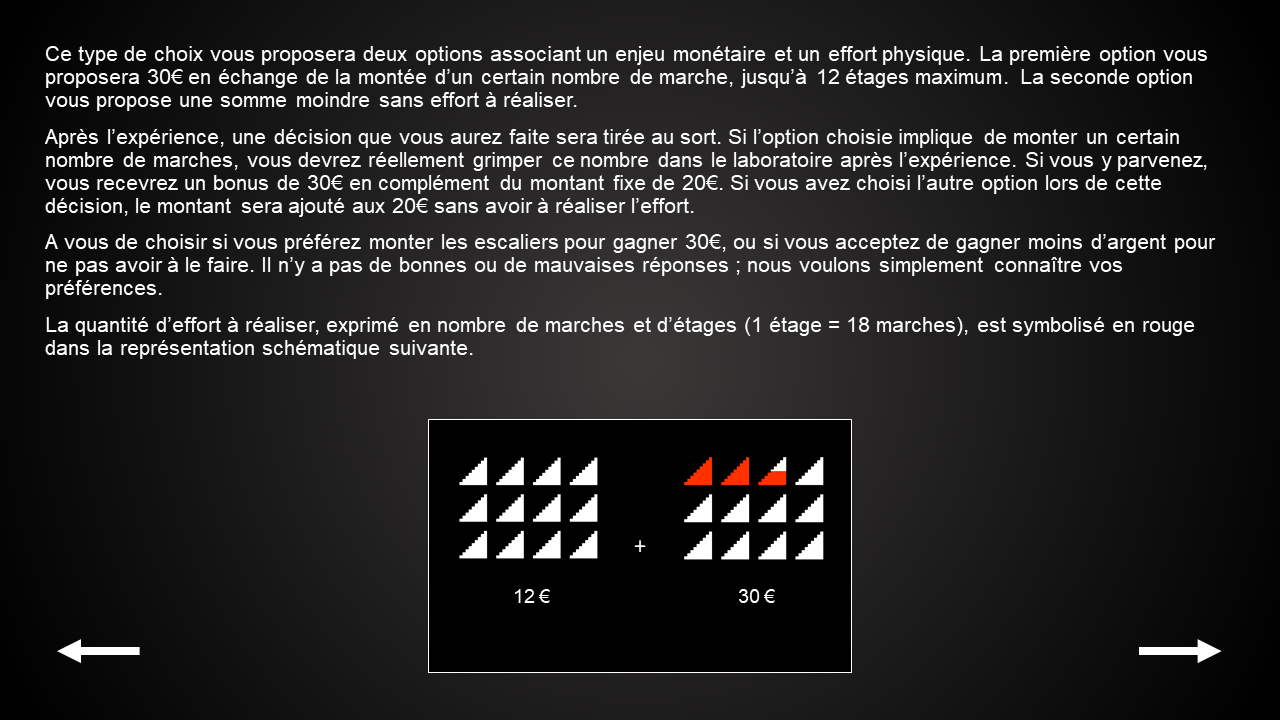 Ce type de choix vous proposera deux options associant un enjeu monétaire et un effort physique. La première option vous
proposera 30€ en échange de la montée d’un certain nombre de marche, jusqu’à 12 étages maximum. La seconde option
vous propose une somme moindre sans effort à réaliser.
Après l’expérience, une décision que vous aurez faite sera tirée au sort. Si l’option choisie implique de monter un certain
nombre de marches, vous devrez réellement grimper ce nombre dans le laboratoire après l’expérience. Si vous y parvenez,
vous recevrez un bonus de 30€ en complément du montant fixe de 20€. Si vous avez choisi l’autre option lors de cette
décision, le montant sera ajouté aux 20€ sans avoir à réaliser l’effort.
A vous de choisir si vous préférez monter les escaliers pour gagner 30€, ou si vous acceptez de gagner moins d’argent pour
ne pas avoir à le faire. Il n’y a pas de bonnes ou de mauvaises réponses ; nous voulons simplement connaître vos
préférences.
La quantité d’effort à réaliser, exprimé en nombre de marches et d’étages (1 étage = 18 marches), est symbolisé en rouge
dans la représentation schématique suivante.
+
12 € 30 €